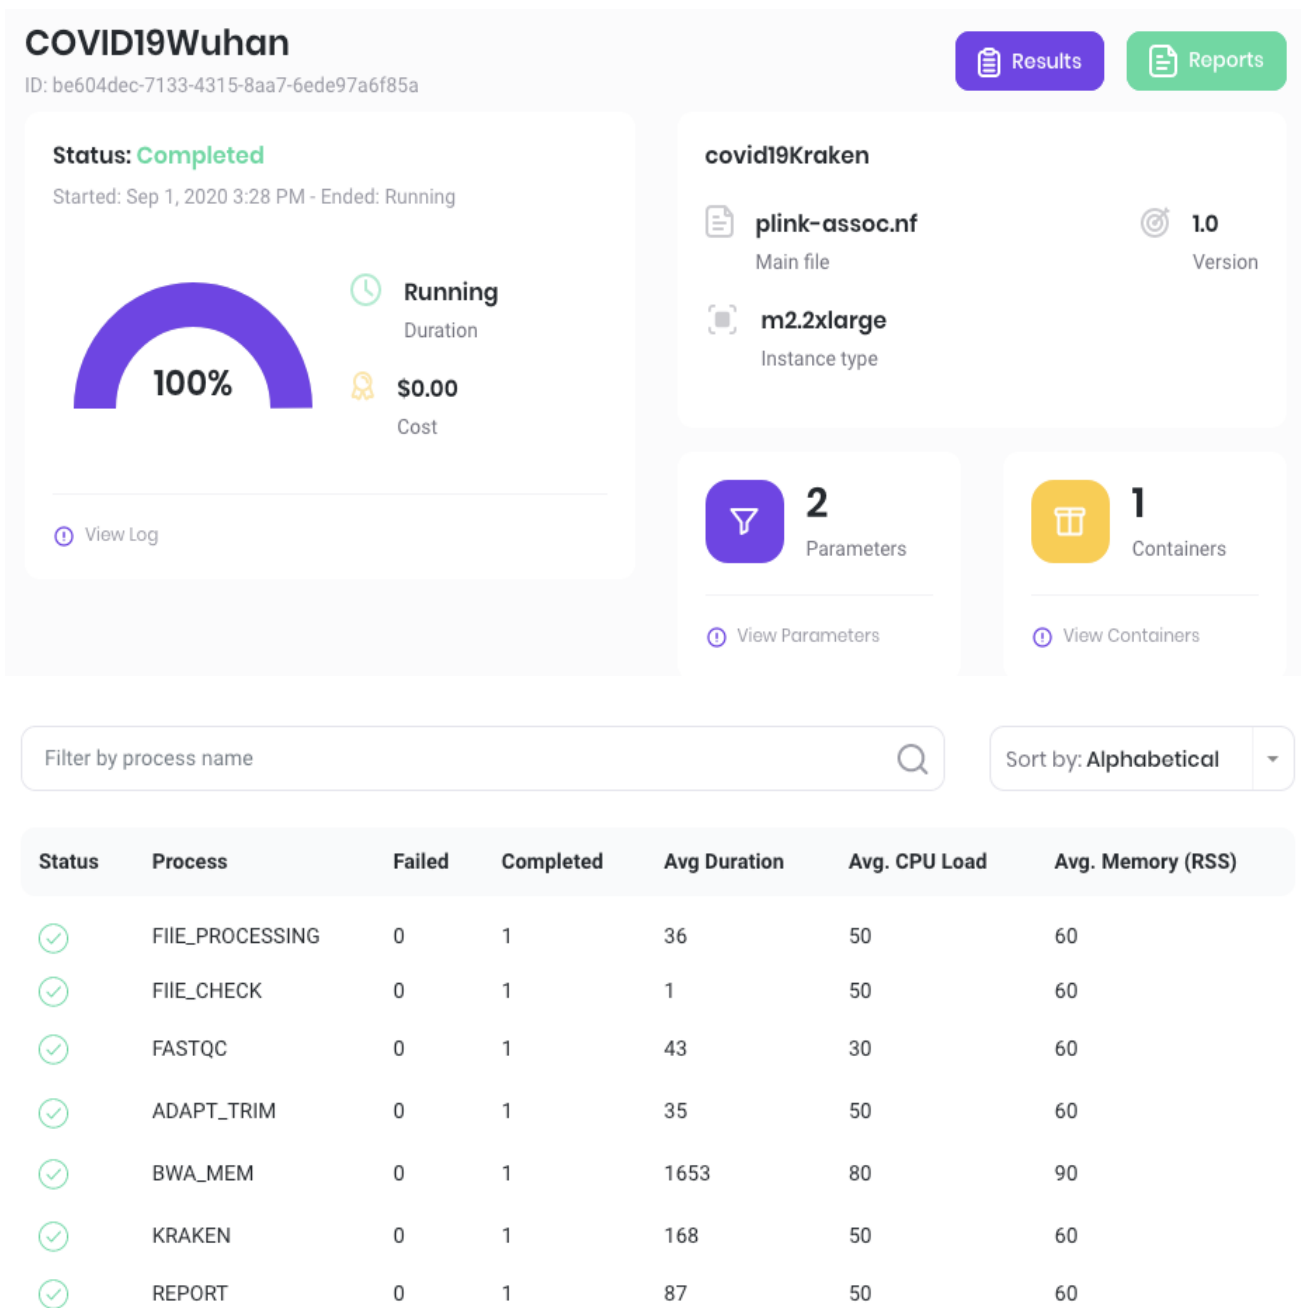 COVID19Wuhan
Results
Reports
ID: be604dec-7133-4315-8aa7-6ede97a6f85a
Status: Completed
Started: Sep 1, 2020 3:28 PM - Ended: Running
100%
Running
Duration
$0.00
Cost
View Log
covid19Kraken
plink-assoc.nf
Main file
1.0
Version
m2.2xlarge
Instance type
2
Parameters
View Parameters
1
Containers
View Containers
Filter by process name
Sort by: Alphabetical
Status Process Failed Completed Avg Duration Avg. CPU Load Avg. Memory (RSS)
FIlE_PROCESSING 0 1 36 50 60
FIlE_CHECK 0 1 1 50 60
FASTQC 0 1 43 30 60
ADAPT_TRIM 0 1 35 50 60
BWA_MEM 0 1 1653 80 90
KRAKEN 0 1 168 50 60
REPORT 0 1 87 50 60